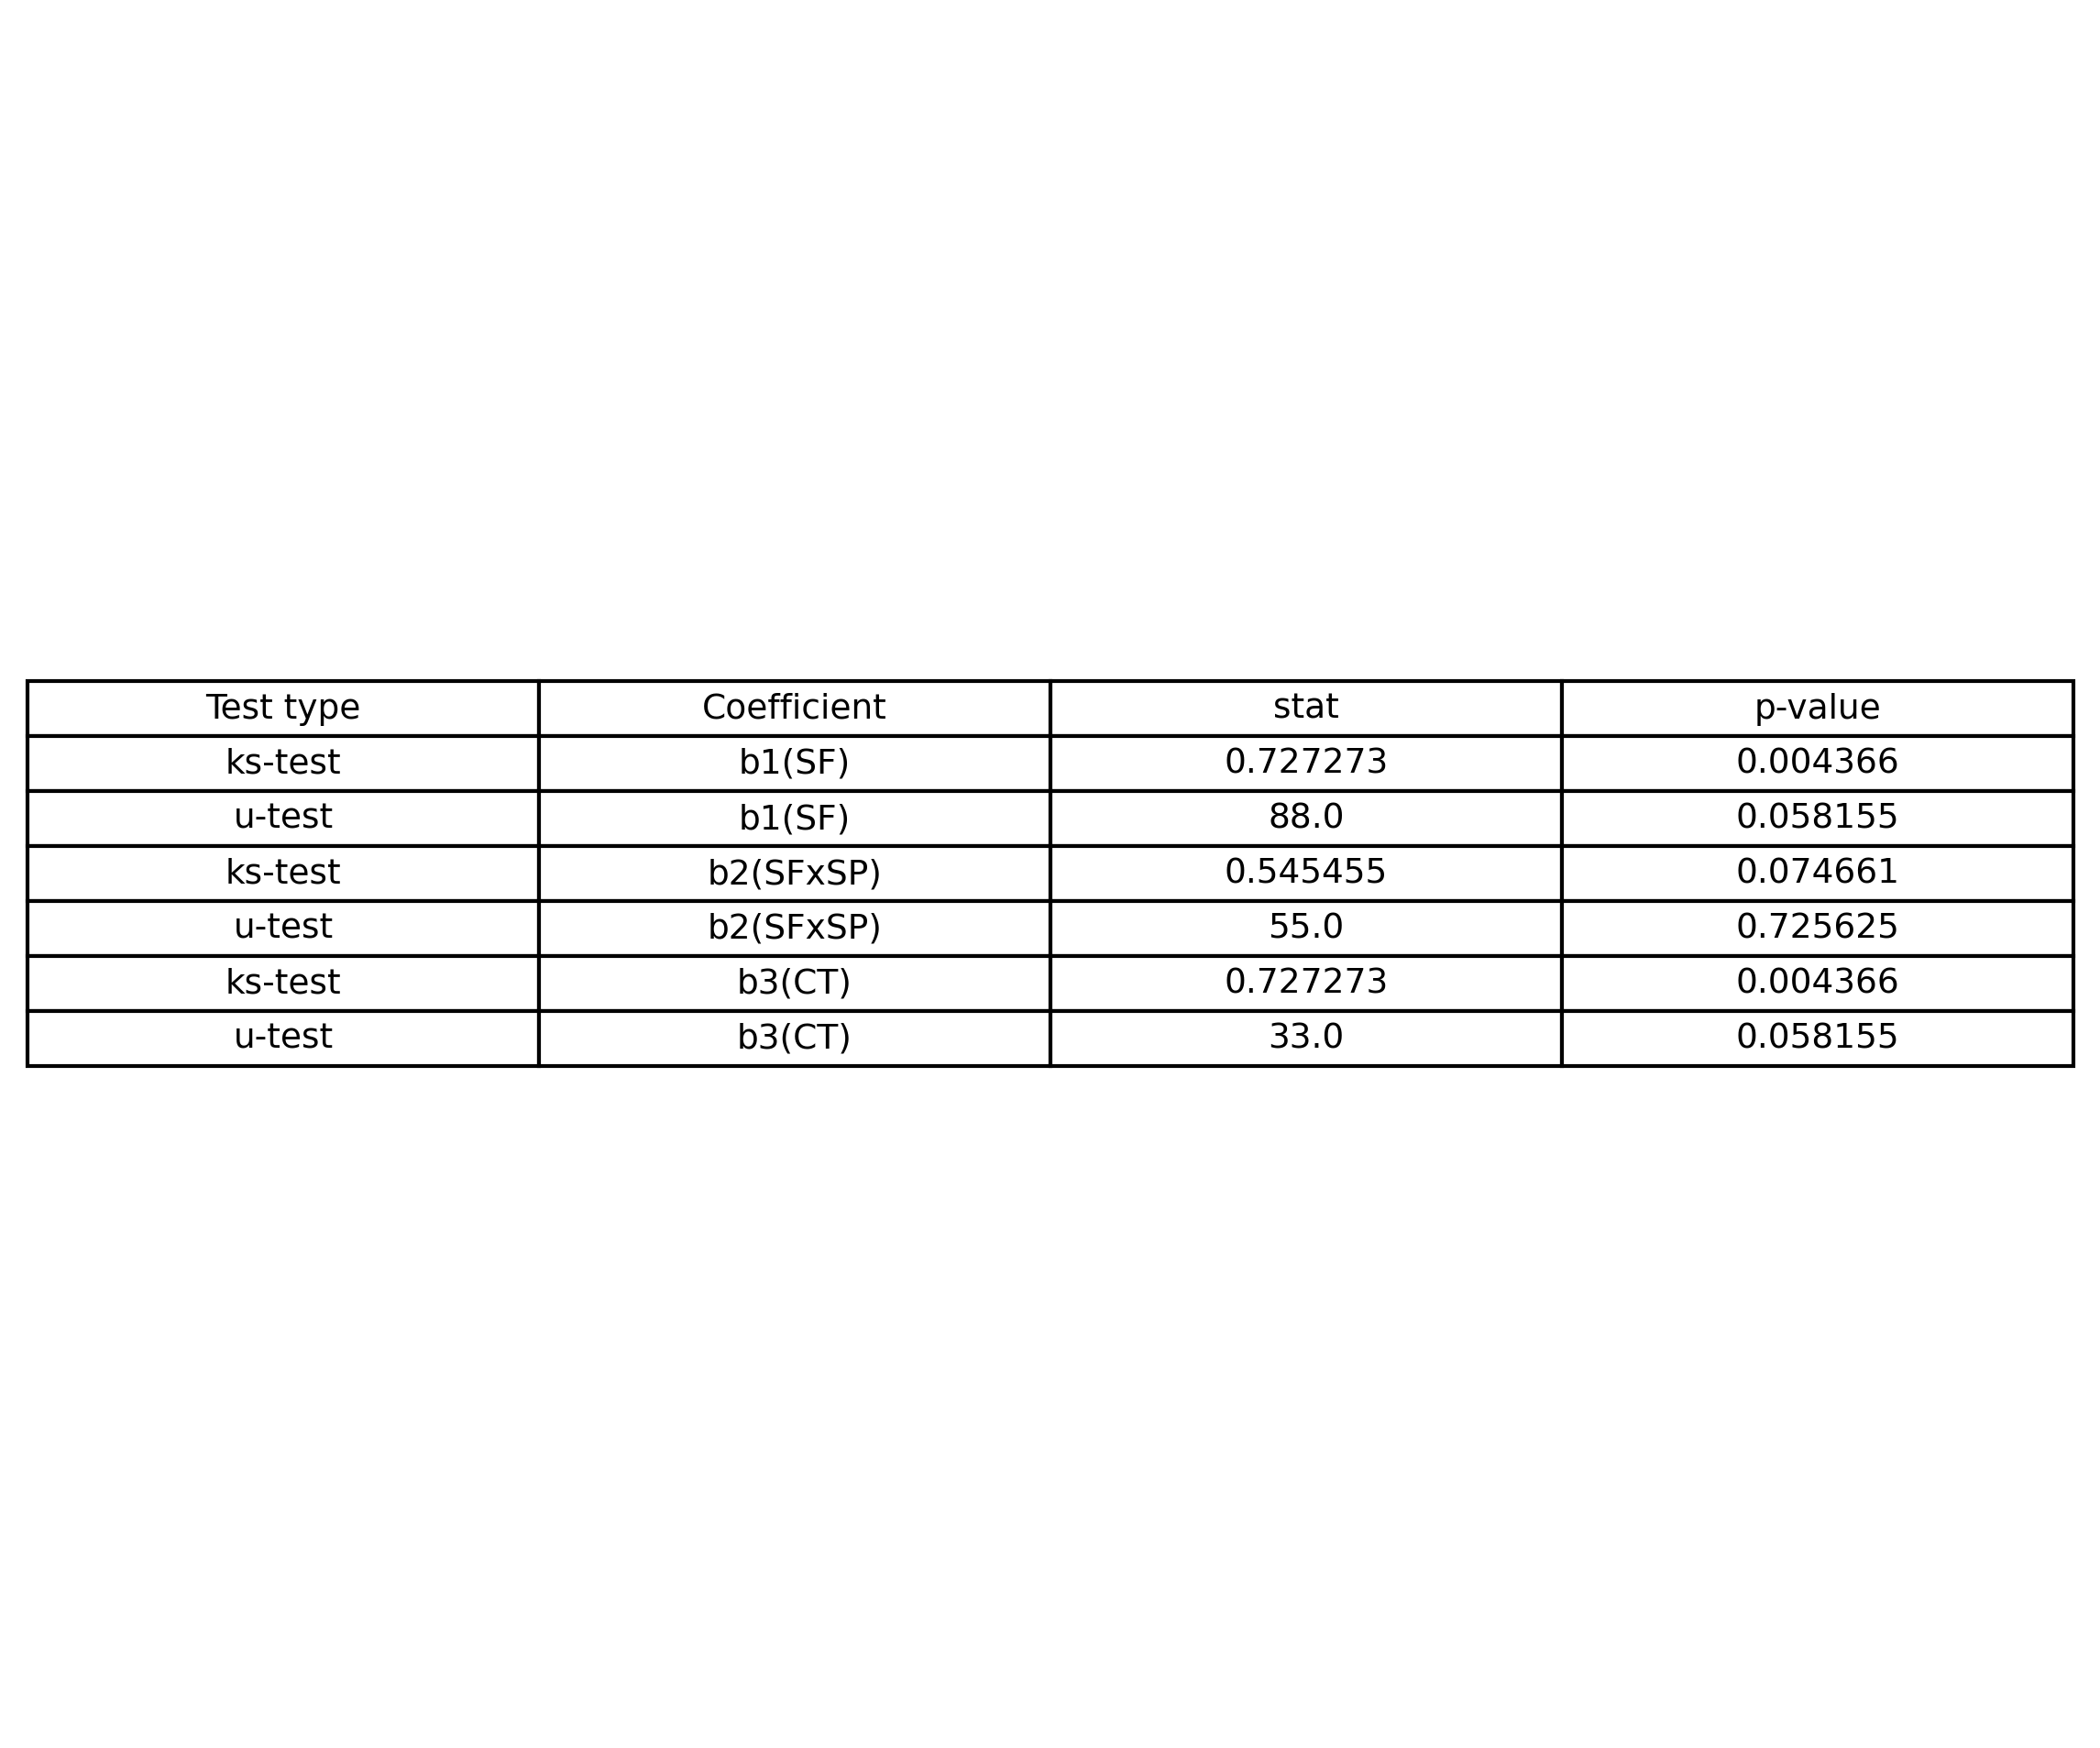 Test type Coefficient stat p-value
ks-test b1(SF) 0.727273 0.004366
u-test b1(SF) 88.0 0.058155
ks-test b2(SFxSP) 0.545455 0.074661
u-test b2(SFxSP) 55.0 0.725625
ks-test b3(CT) 0.727273 0.004366
u-test b3(CT) 33.0 0.058155